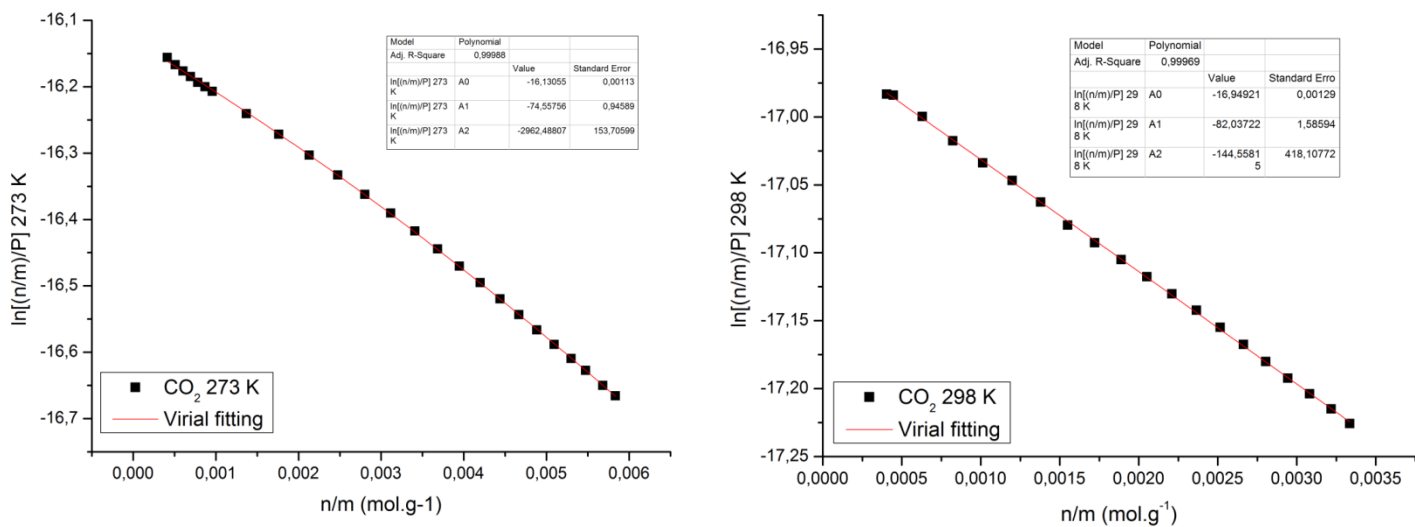 -16,1
-16,2
-16,3
-16,4
-16,5
-16,6
-16,7
ln[(n/m)/P] 273 K
Model Polynomial
Adj. R-Square 0,99988
Value Standard Error
ln[(n/m)/P] 273 K A0 -16,13055 0,00113
ln[(n/m)/P] 273 K A1 -74,55756 0,94589
ln[(n/m)/P] 273 K A2 -2962,48807 153,70599
CO₂ 273 K
Virial fitting
0,000 0,001 0,002 0,003 0,004 0,005 0,006
n/m (mol.g-1)
-16,95
-17,00
-17,05
-17,10
-17,15
-17,20
-17,25
ln[(n/m)/P] 298 K
Model Polynomial
Adj. R-Square 0,99969
Value Standard Erro
ln[(n/m)/P] 29
8 K A0 -16,94921 0,00129
ln[(n/m)/P] 29
8 K A1 -82,03722 1,58594
ln[(n/m)/P] 29
8 K A2 -144,5581
5 418,10772
CO₂ 298 K
Virial fitting
0,0000 0,0005 0,0010 0,0015 0,0020 0,0025 0,0030 0,0035
n/m (mol.g⁻¹)